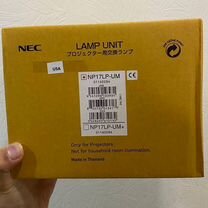 NEC
LAMP UNIT
プロジェクター用交換ランプ
USA
NP17LP-UM
01140084
NP17LP-UM+
Only for Projectors
Not for household room illumination.
Made in Thailand